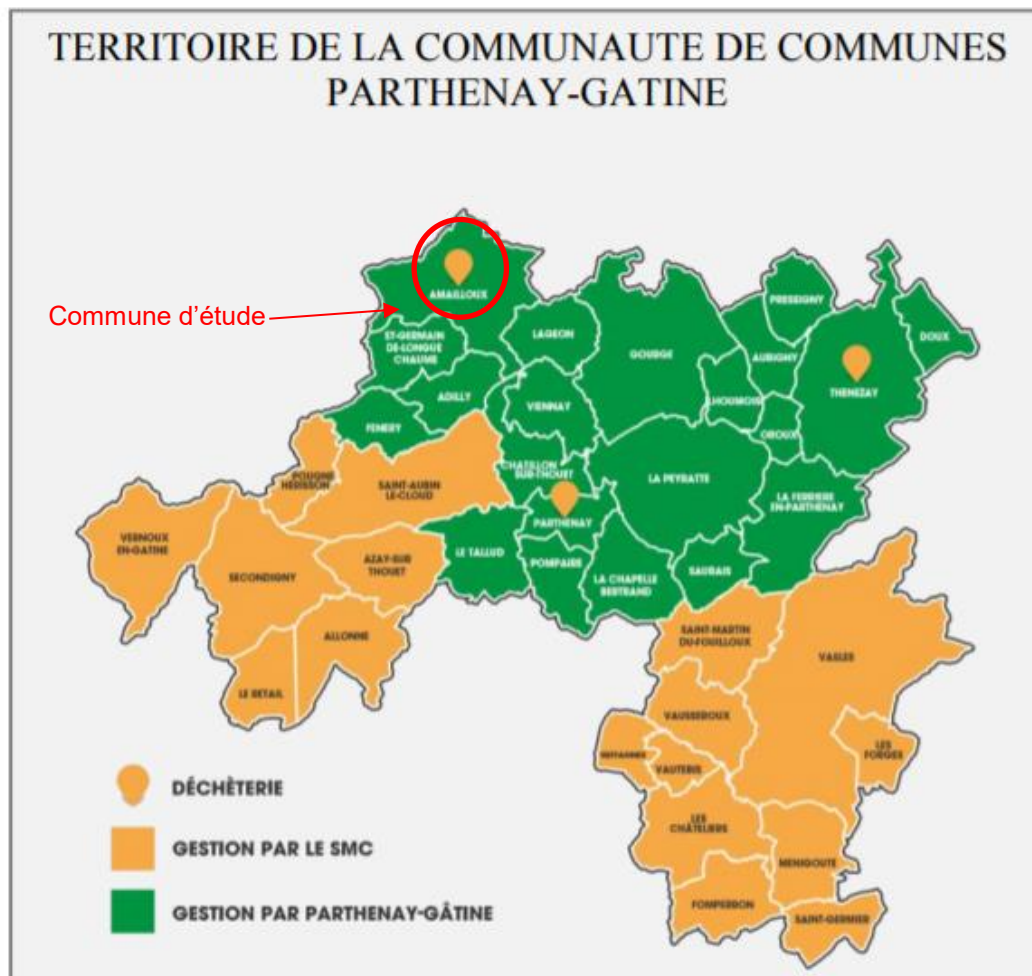 TERRITOIRE DE LA COMMUNAUTE DE COMMUNES
PARTHENAY-GATINE
Commune d'étude
AMAILLOUX
ST-GERMAIN
DE-LONGUE
CHAUME
LAGEON
GOURGE
PRESSIGNY
AUBIGNY
DOUX
THENEZAY
ADILLY
VIENNAY
LHOUMOIS
OROUX
FENERY
CHATILLON
SUR-THOUET
LA PEYRATTE
LA FERRIERE
EN-PARTHENAY
POUGNE
HERISSON
SAINT-AUBIN
LE-CLOUD
PARTHENAY
VERNOUX
EN-GATINE
SECONDIGNY
AZAY-SUR
THOUET
LE TALLUD
POMPAIRE
LA CHAPELLE
BERTRAND
SAURAIS
ALLONNE
LE RETAIL
SAINT-MARTIN
DU-FOUILLOUX
VASLES
VAUSSEROUX
LES
FORGES
VAUTEBIS
LES
CHÂTELIERS
MENIGOUTE
FOMPERRON
SAINT-GERMIER
DÉCHÈTERIE
GESTION PAR LE SMC
GESTION PAR PARTHENAY-GÂTINE